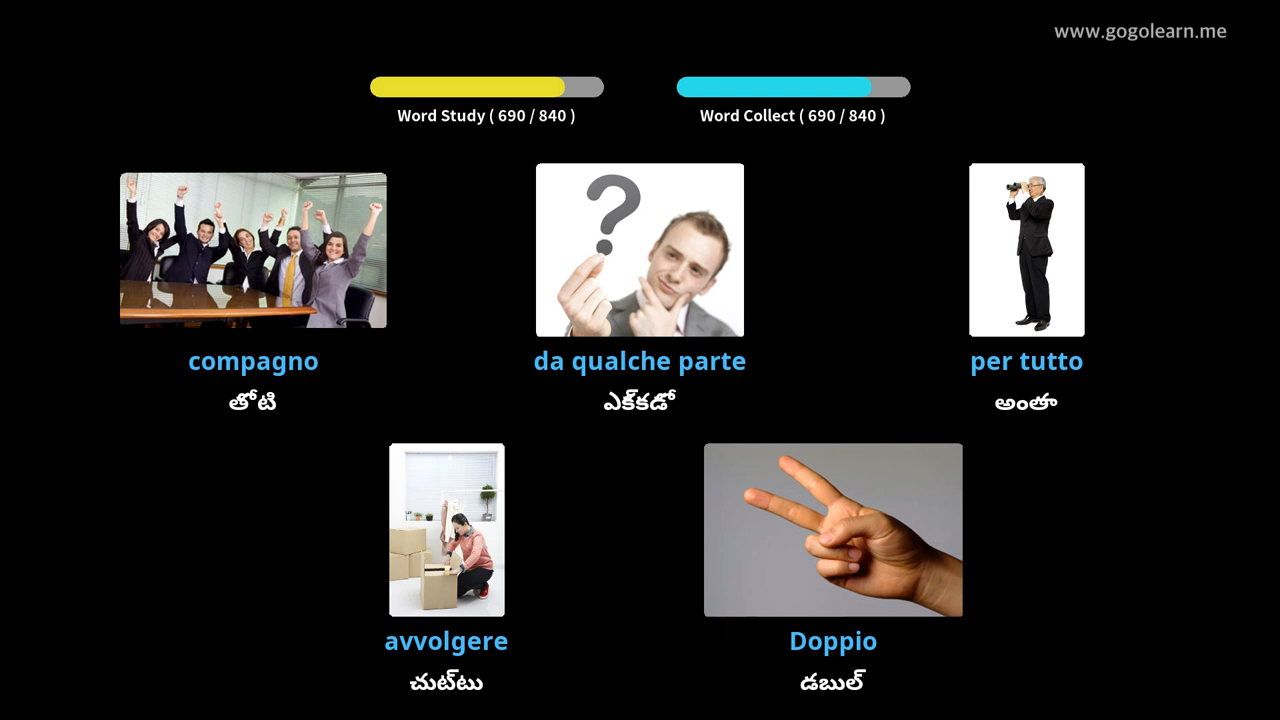 www.gogolearn.me
Word Study ( 690 / 840 )
Word Collect ( 690 / 840 )
compagno
తోటి
da qualche parte
ఎక్కడో
per tutto
అంతా
avvolgere
చుట్టు
Doppio
డబుల్